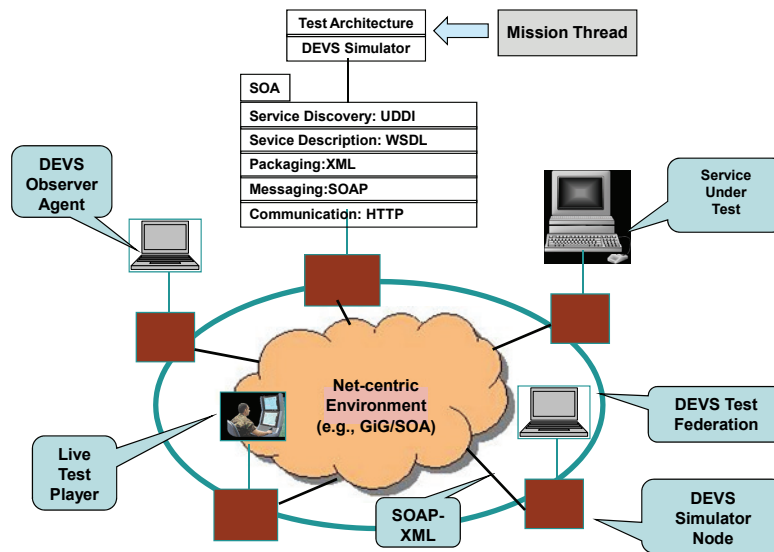 Test Architecture
DEVS Simulator
Mission Thread
SOA
Service Discovery: UDDI
Sevice Description: WSDL
Packaging:XML
Messaging:SOAP
Communication: HTTP
DEVS
Observer
Agent
Service
Under
Test
Net-centric
Environment
(e.g., GiG/SOA)
DEVS Test
Federation
Live
Test
Player
SOAP-
XML
DEVS
Simulator
Node